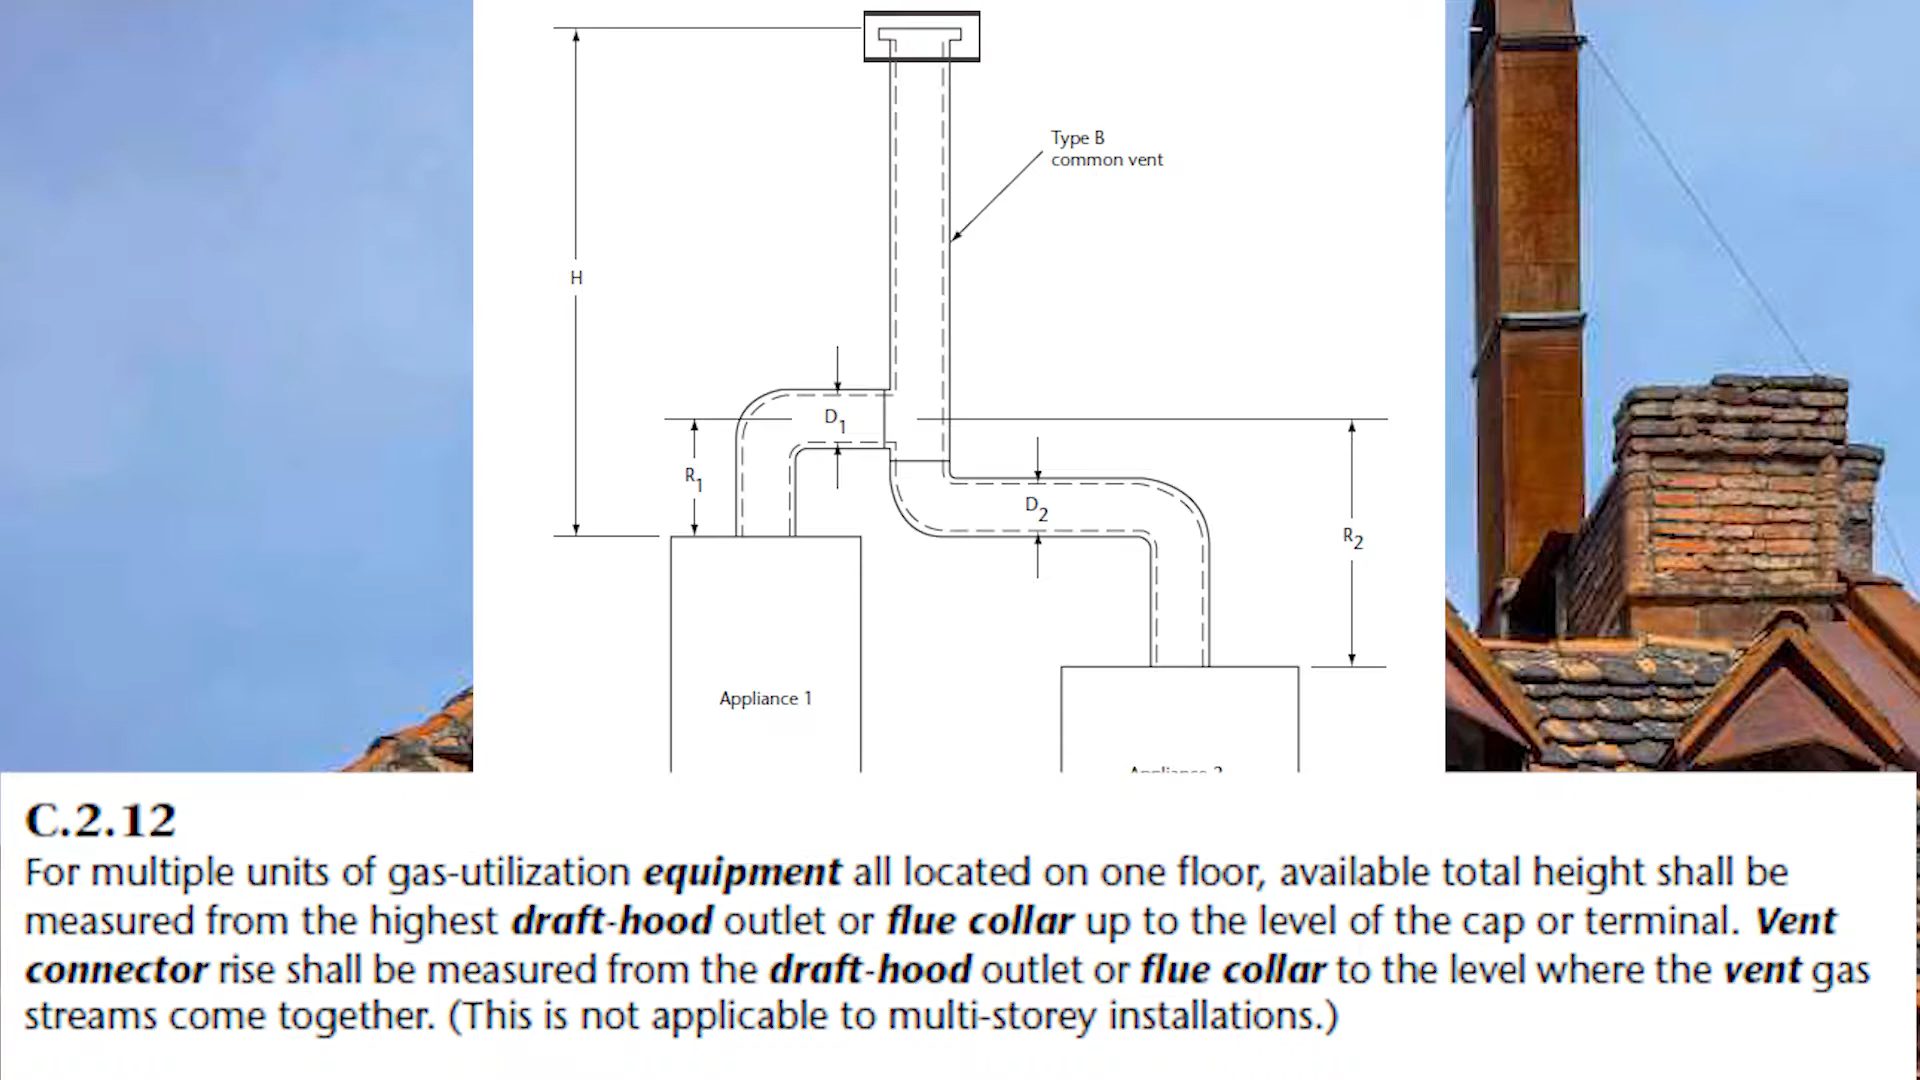 Type B
common vent
H
D1
R1
D2
R2
Appliance 1
Appliance 2
C.2.12
For multiple units of gas-utilization equipment all located on one floor, available total height shall be
measured from the highest draft-hood outlet or flue collar up to the level of the cap or terminal. Vent
connector rise shall be measured from the draft-hood outlet or flue collar to the level where the vent gas
streams come together. (This is not applicable to multi-storey installations.)